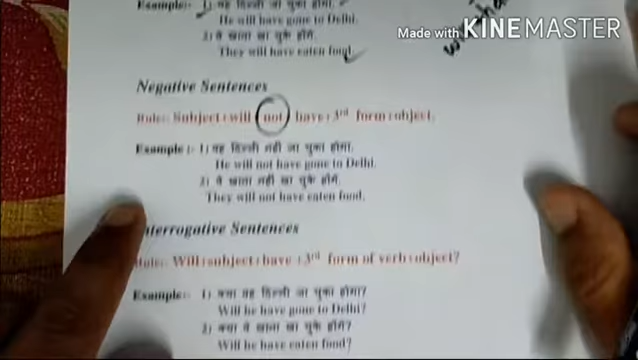 Example:- 1) वह दिल्ली जा चुका होगा.
He will have gone to Delhi.
2) वे खाना खा चुके होंगे.
They will have eaten food.
Made with KINEMASTER
Negative Sentences
Rule:- Subject+will not have+3rd form+object.
Example :- 1) वह दिल्ली नहीं जा चुका होगा.
He will not have gone to Delhi.
2) वे खाना नहीं खा चुके होंगे.
They will not have eaten food.
Interrogative Sentences
Rule:- Will+subject+have +3rd form of verb+object?
Example:- 1) क्या वह दिल्ली जा चुका होगा?
Will he have gone to Delhi?
2) क्या वे खाना खा चुके होंगे?
Will he have eaten food?